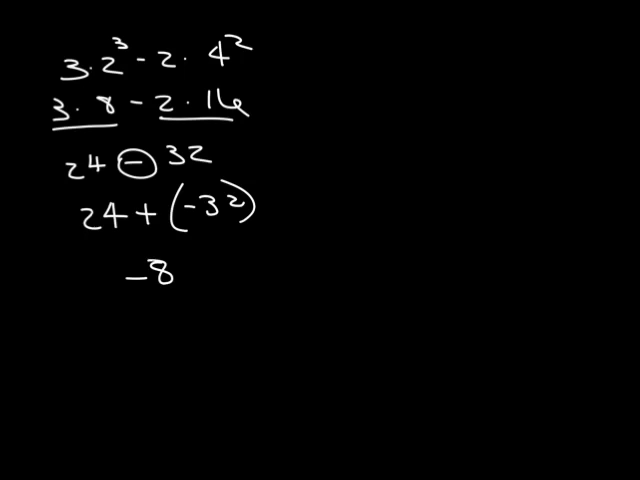 3·2³ - 2·4²
3·8 - 2·16
24 - 32
24 + (-32)
-8